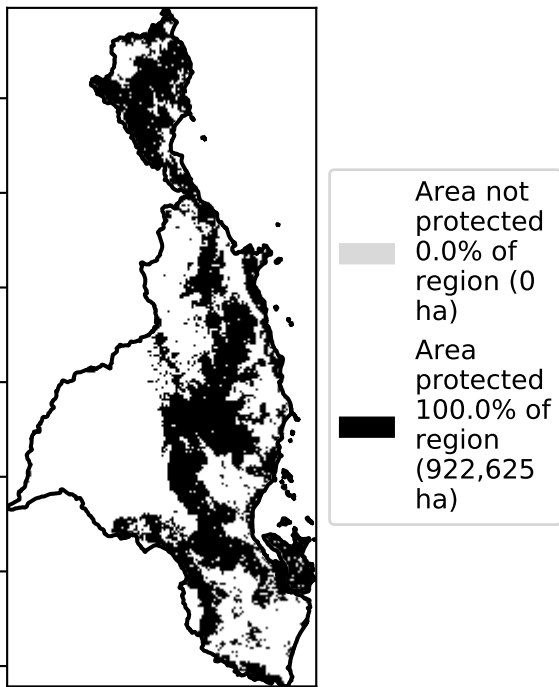 Area not
protected
0.0% of
region (0
ha)
Area
protected
100.0% of
region
(922,625
ha)